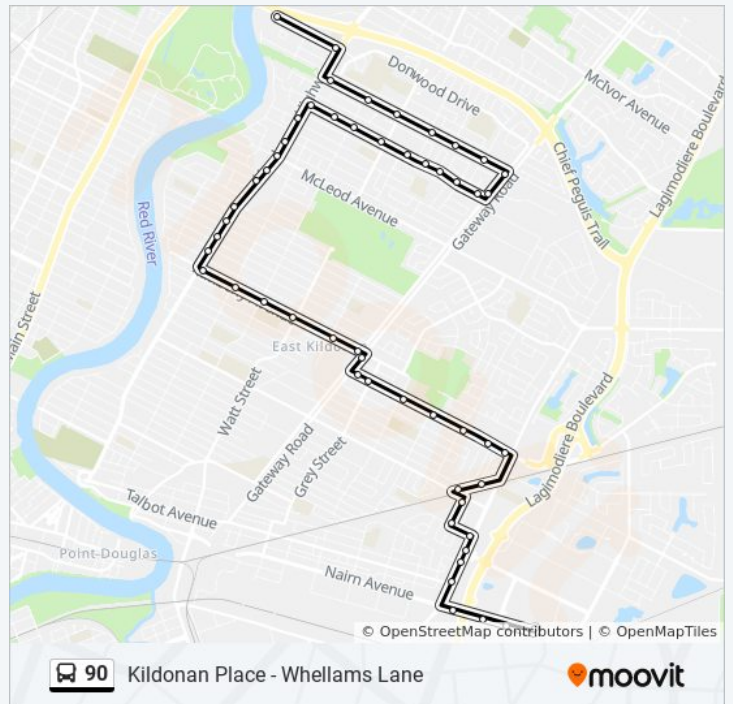 Donwood Drive
McIvor Avenue
Chief Peguis Trail
Lagimodiere Boulevard
McLeod Avenue
Gateway Road
Red River
Main Street
East Kildo
Watt Street
Gateway Road
Grey Street
Lagimodiere Boulevard
Talbot Avenue
Point-Douglas
Nairn Avenue
© OpenStreetMap contributors | © OpenMapTiles
90 Kildonan Place - Whellams Lane
moovit